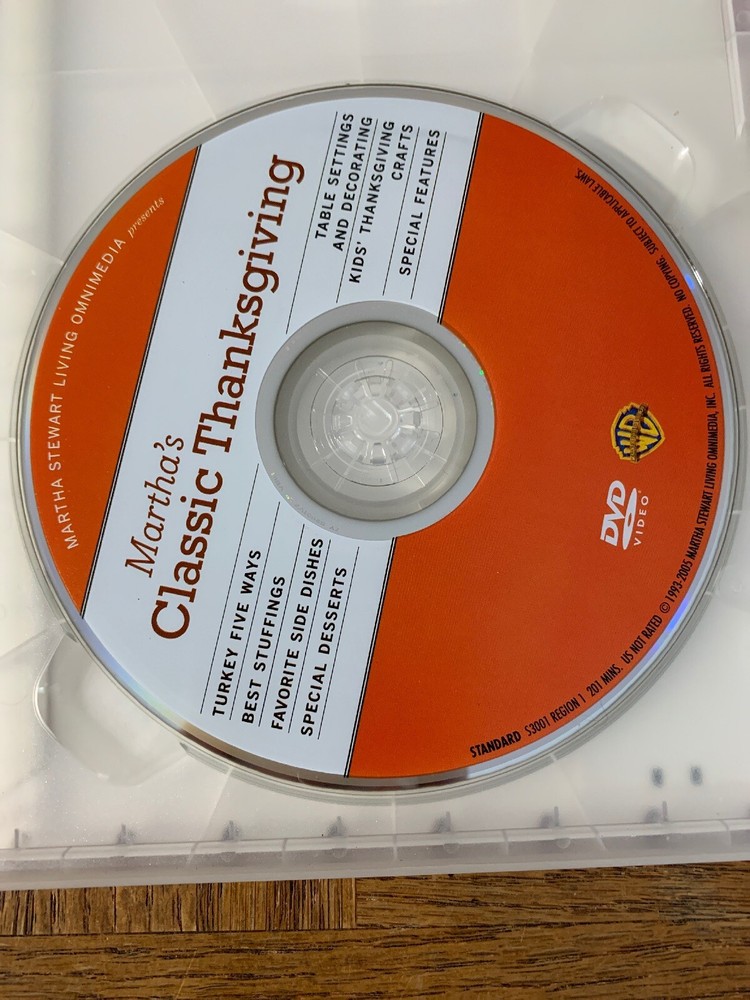 MARTHA STEWART LIVING OMNIMEDIA presents
Martha's
Classic Thanksgiving
TURKEY FIVE WAYS
BEST STUFFINGS
FAVORITE SIDE DISHES
SPECIAL DESSERTS
TABLE SETTINGS
AND DECORATING
KIDS' THANKSGIVING
CRAFTS
SPECIAL FEATURES
DVD
VIDEO
WB
STANDARD S3001 REGION 1 201 MINS. US NOT RATED © 1993-2005 MARTHA STEWART LIVING OMNIMEDIA, INC. ALL RIGHTS RESERVED. NO COPYING. SUBJECT TO APPLICABLE LAWS.